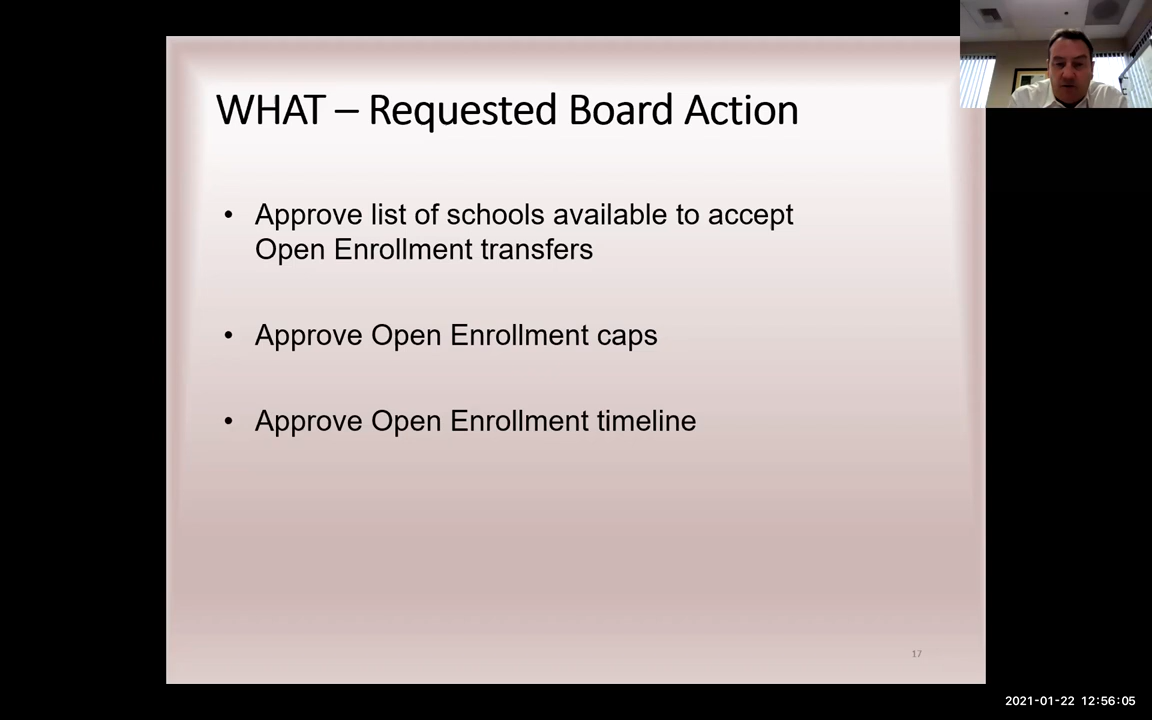 WHAT – Requested Board Action
• Approve list of schools available to accept
Open Enrollment transfers
• Approve Open Enrollment caps
• Approve Open Enrollment timeline
17
2021-01-22 12:56:05